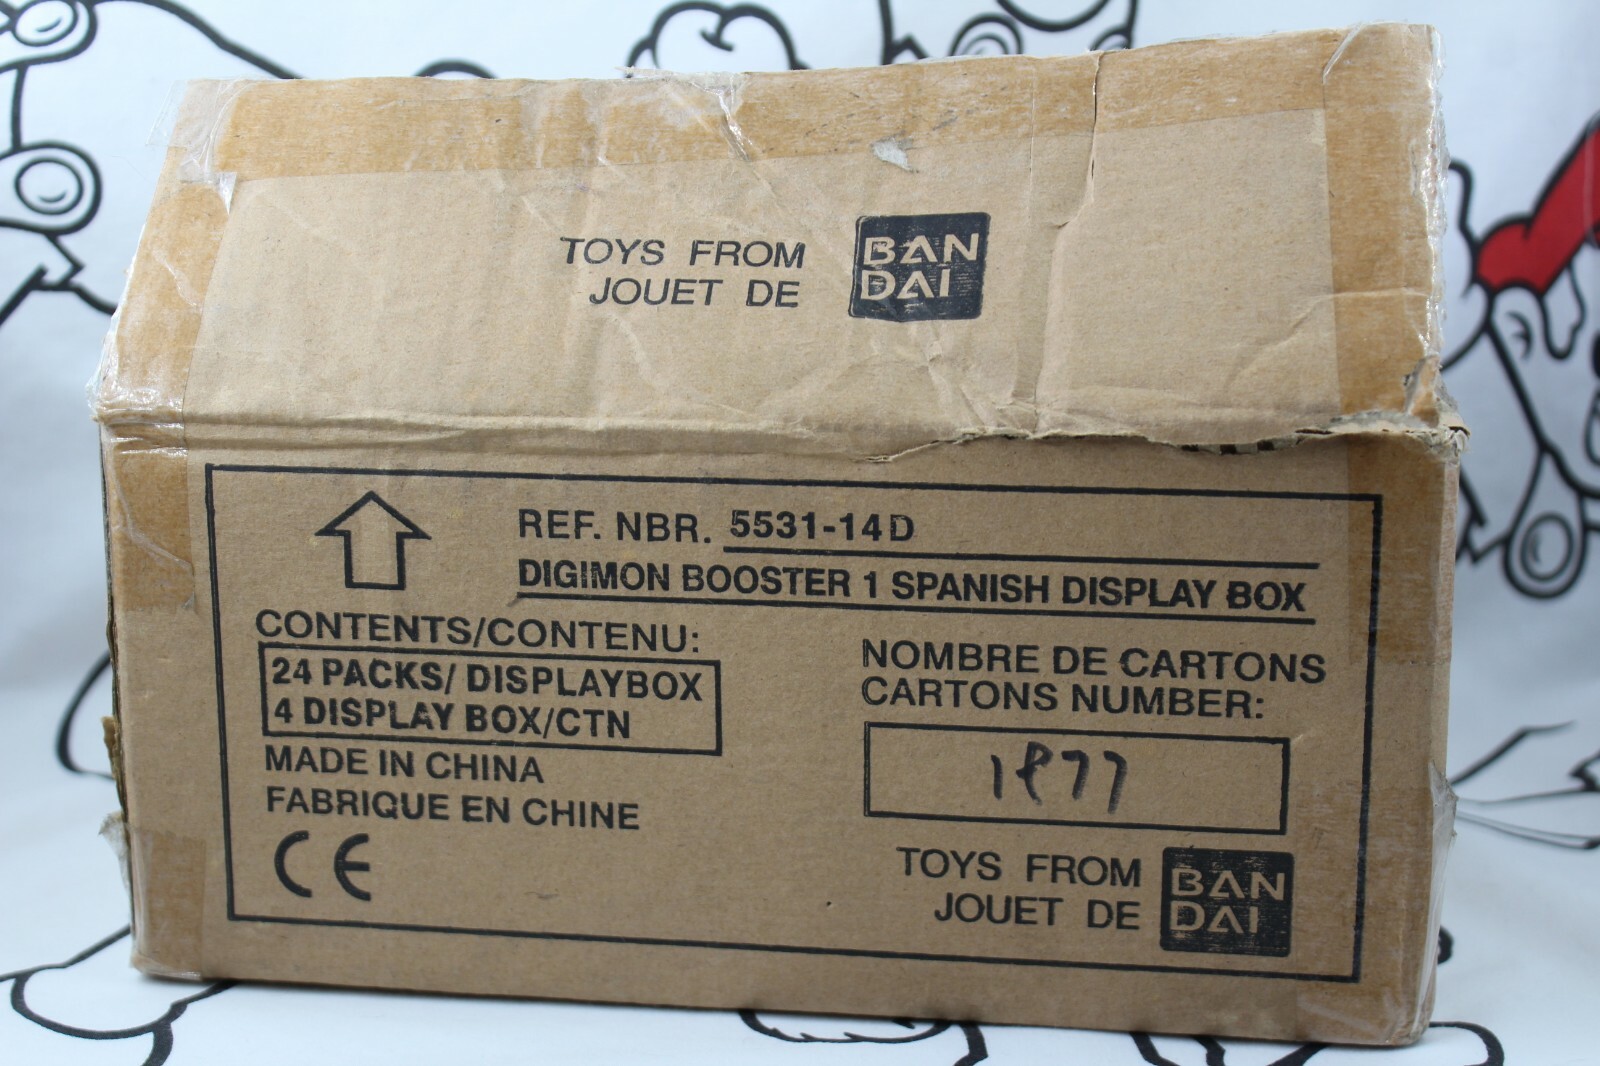 TOYS FROM
JOUET DE
BAN
DAI
REF. NBR. 5531-14D
DIGIMON BOOSTER 1 SPANISH DISPLAY BOX
CONTENTS/CONTENU:
24 PACKS/ DISPLAYBOX
4 DISPLAY BOX/CTN
MADE IN CHINA
FABRIQUE EN CHINE
CE
NOMBRE DE CARTONS
CARTONS NUMBER:
1977
TOYS FROM
JOUET DE
BAN
DAI